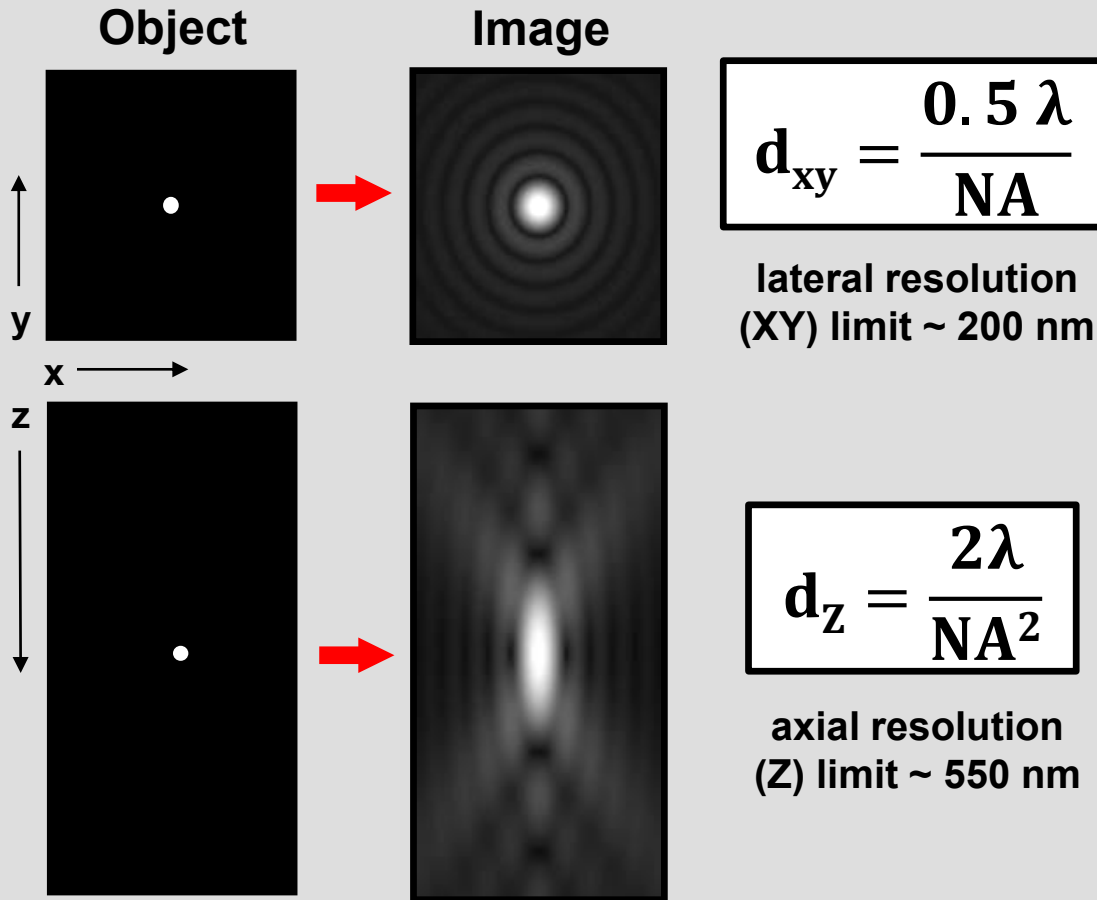 Object
Image
y
x
d_xy = 0.5 λ / NA
lateral resolution
(XY) limit ~ 200 nm
z
d_Z = 2λ / NA²
axial resolution
(Z) limit ~ 550 nm